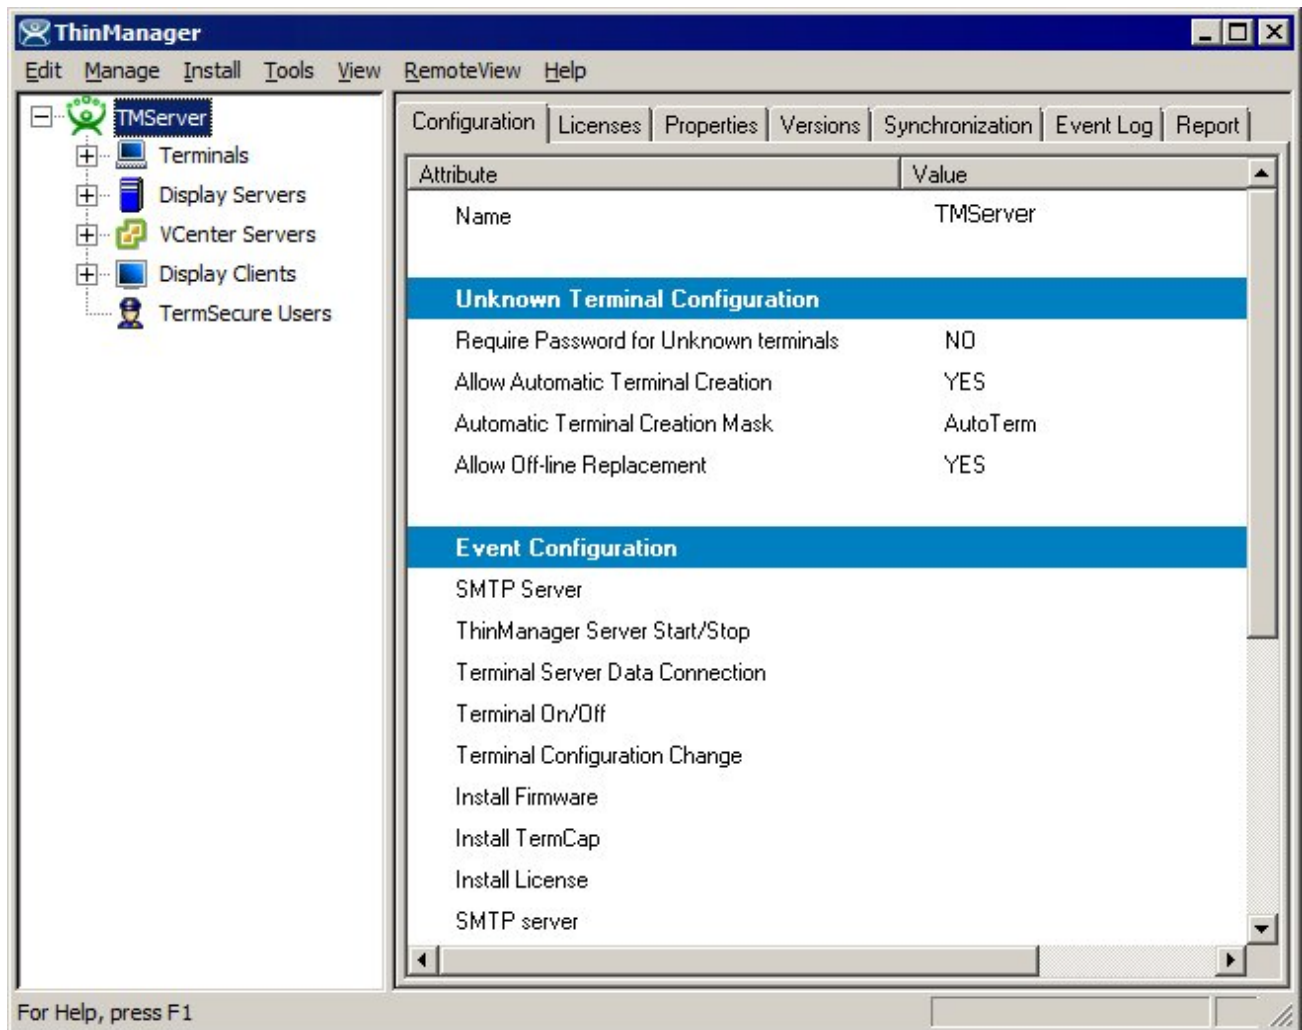 ThinManager
Edit Manage Install Tools View RemoteView Help
TMServer
Terminals
Display Servers
VCenter Servers
Display Clients
TermSecure Users
Configuration Licenses Properties Versions Synchronization Event Log Report
Attribute Value
Name TMServer
Unknown Terminal Configuration
Require Password for Unknown terminals NO
Allow Automatic Terminal Creation YES
Automatic Terminal Creation Mask AutoTerm
Allow Off-line Replacement YES
Event Configuration
SMTP Server
ThinManager Server Start/Stop
Terminal Server Data Connection
Terminal On/Off
Terminal Configuration Change
Install Firmware
Install TermCap
Install License
SMTP server
For Help, press F1